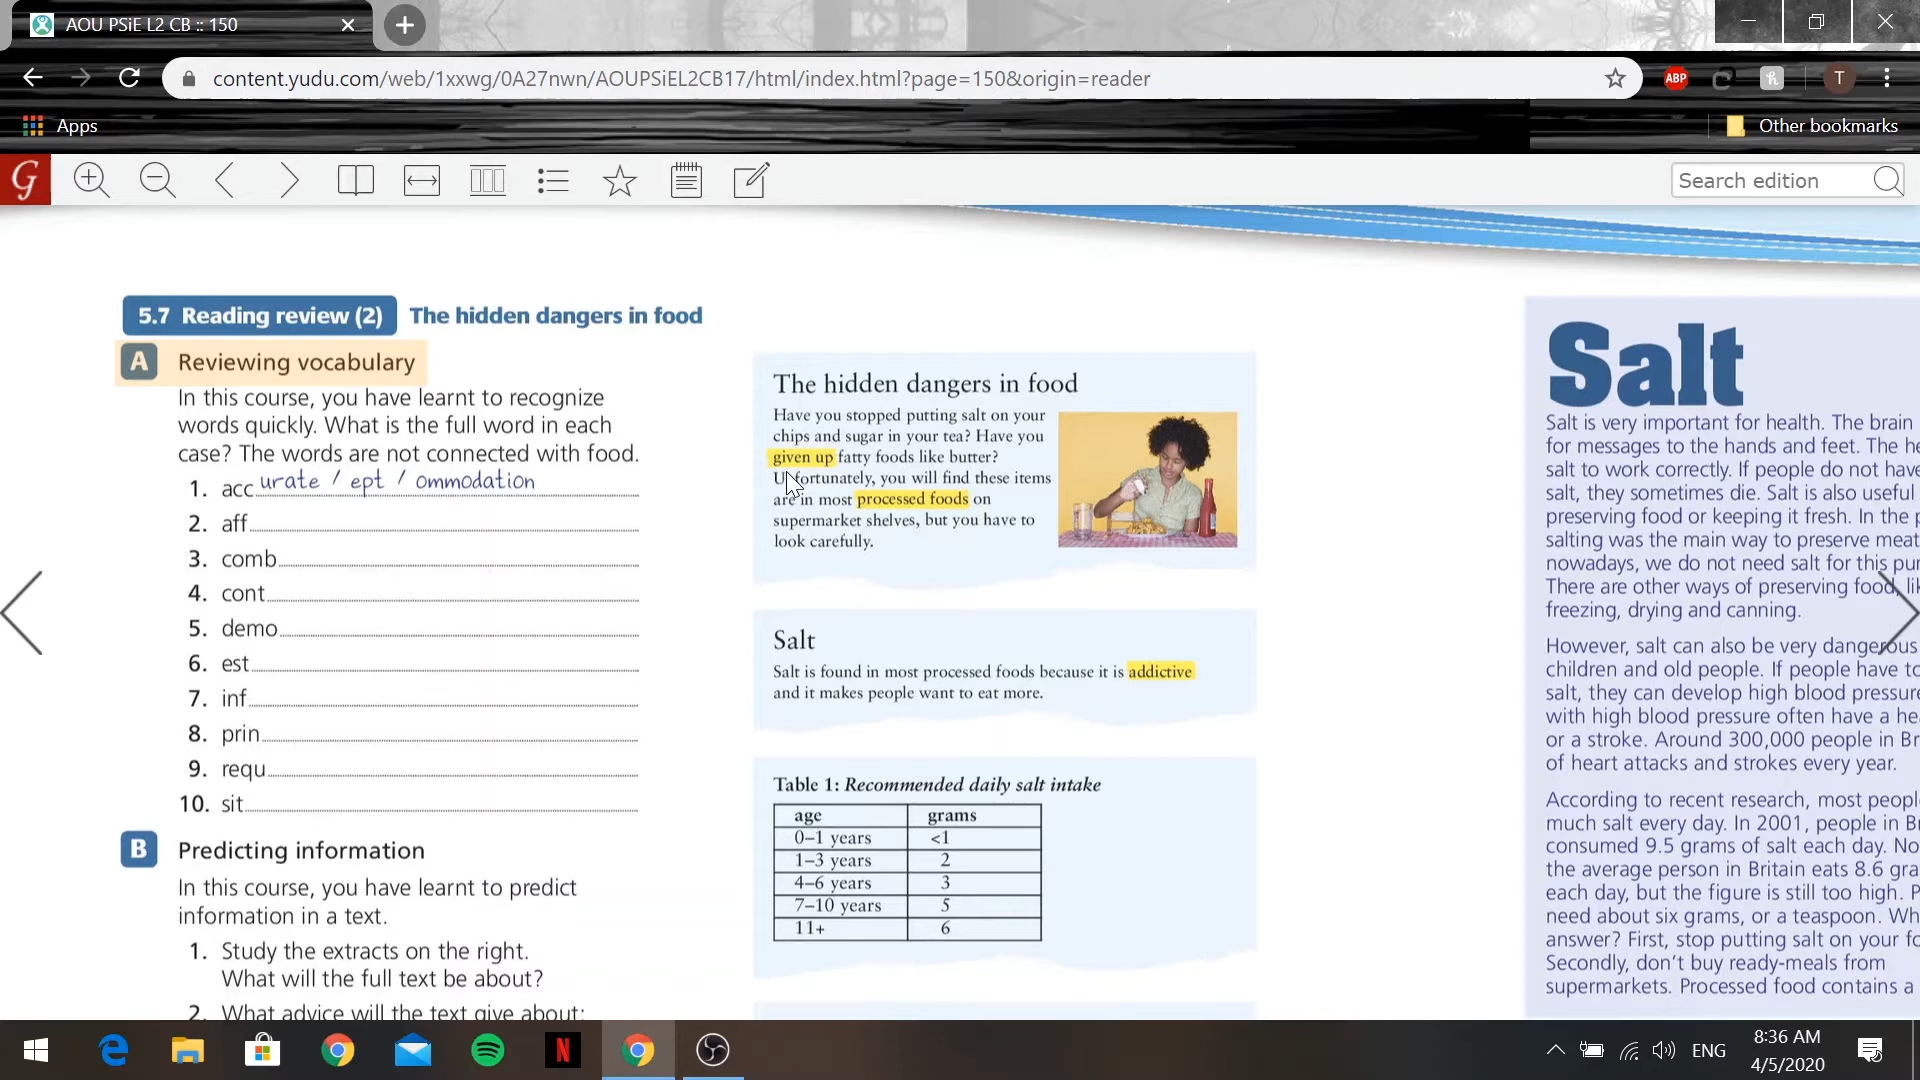 AOU PSiE L2 CB :: 150
content.yudu.com/web/1xxwg/0A27nwn/AOUPSiEL2CB17/html/index.html?page=150&origin=reader
ABP
T
Apps
Other bookmarks
G
Search edition
5.7 Reading review (2) The hidden dangers in food
A Reviewing vocabulary
In this course, you have learnt to recognize
words quickly. What is the full word in each
case? The words are not connected with food.
1. acc urate / ept / ommodation
2. aff
3. comb
4. cont
5. demo
6. est
7. inf
8. prin
9. requ
10. sit
B Predicting information
In this course, you have learnt to predict
information in a text.
1. Study the extracts on the right.
What will the full text be about?
2. What advice will the text give about:
The hidden dangers in food
Have you stopped putting salt on your
chips and sugar in your tea? Have you
given up fatty foods like butter?
Unfortunately, you will find these items
are in most processed foods on
supermarket shelves, but you have to
look carefully.
Salt
Salt is found in most processed foods because it is addictive
and it makes people want to eat more.
Table 1: Recommended daily salt intake
age grams
0–1 years <1
1–3 years 2
4–6 years 3
7–10 years 5
11+ 6
Salt
Salt is very important for health. The brain
for messages to the hands and feet. The
salt to work correctly. If people do not have
salt, they sometimes die. Salt is also useful
preserving food or keeping it fresh. In the
salting was the main way to preserve meat
nowadays, we do not need salt for this
There are other ways of preserving food,
freezing, drying and canning.
However, salt can also be very dangerous
children and old people. If people have
salt, they can develop high blood pressure
with high blood pressure often have a
or a stroke. Around 300,000 people in
of heart attacks and strokes every year.
According to recent research, most
much salt every day. In 2001, people in
consumed 9.5 grams of salt each day.
the average person in Britain eats 8.6
each day, but the figure is still too high.
need about six grams, or a teaspoon.
answer? First, stop putting salt on your
Secondly, don't buy ready-meals from
supermarkets. Processed food contains a
N
ENG
8:36 AM
4/5/2020